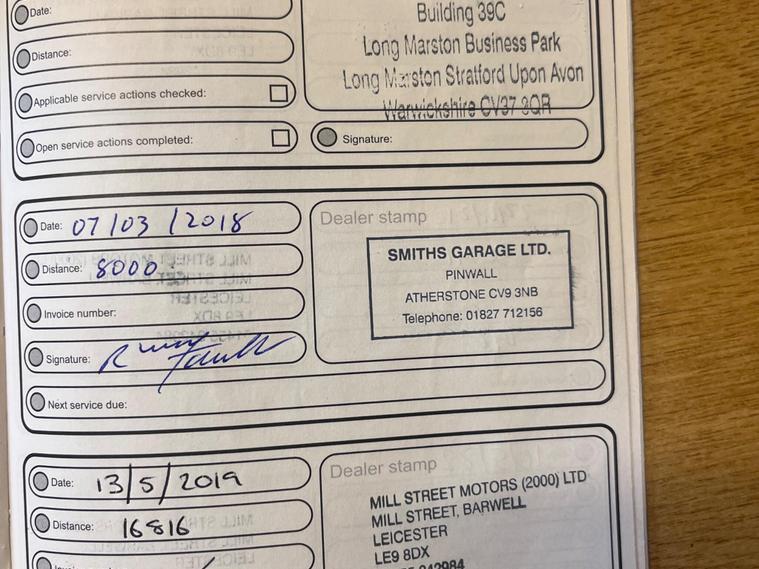 Date:
Distance:
Applicable service actions checked:
Open service actions completed:
Building 39C
Long Marston Business Park
Long Marston Stratford Upon Avon
Warwickshire CV37 8QR
Signature:
Date: 07/03/2018
Distance: 8000
Invoice number:
Signature:
Next service due:
Dealer stamp
SMITHS GARAGE LTD.
PINWALL
ATHERSTONE CV9 3NB
Telephone: 01827 712156
Date: 13/5/2019
Distance: 16816
Dealer stamp
MILL STREET MOTORS (2000) LTD
MILL STREET, BARWELL
LEICESTER
LE9 8DX